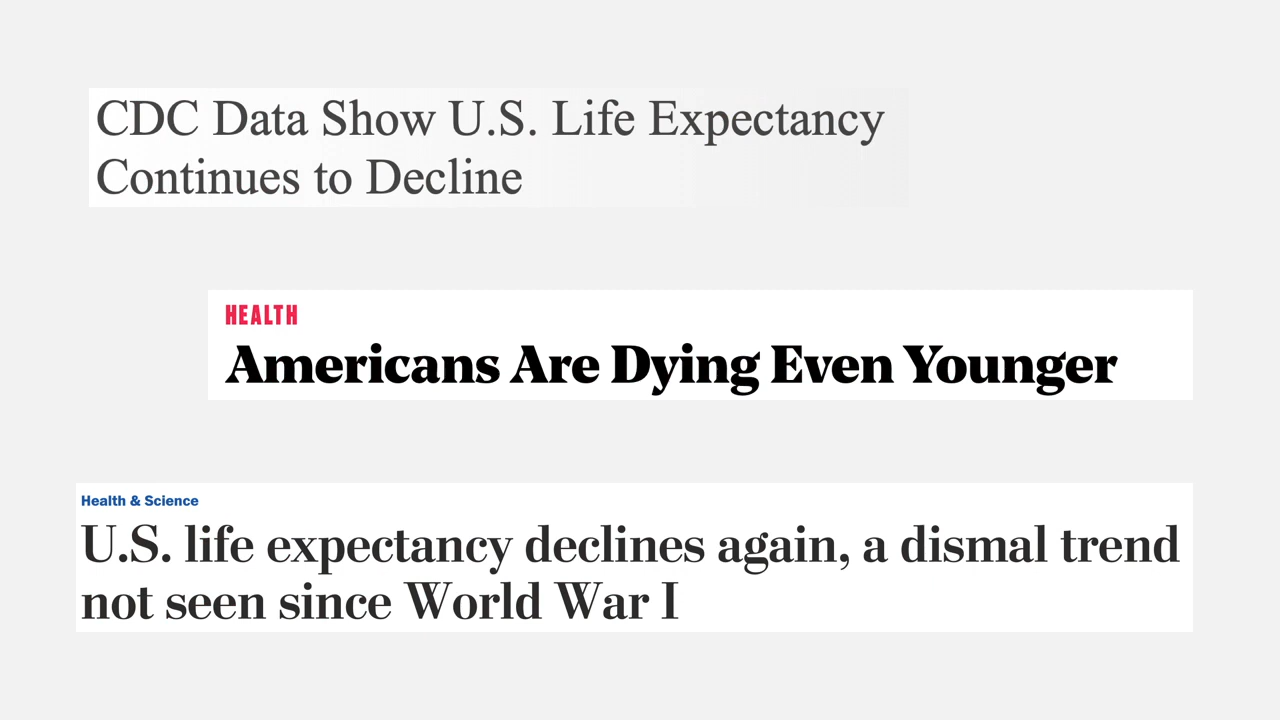 CDC Data Show U.S. Life Expectancy
Continues to Decline
HEALTH
Americans Are Dying Even Younger
Health & Science
U.S. life expectancy declines again, a dismal trend
not seen since World War I